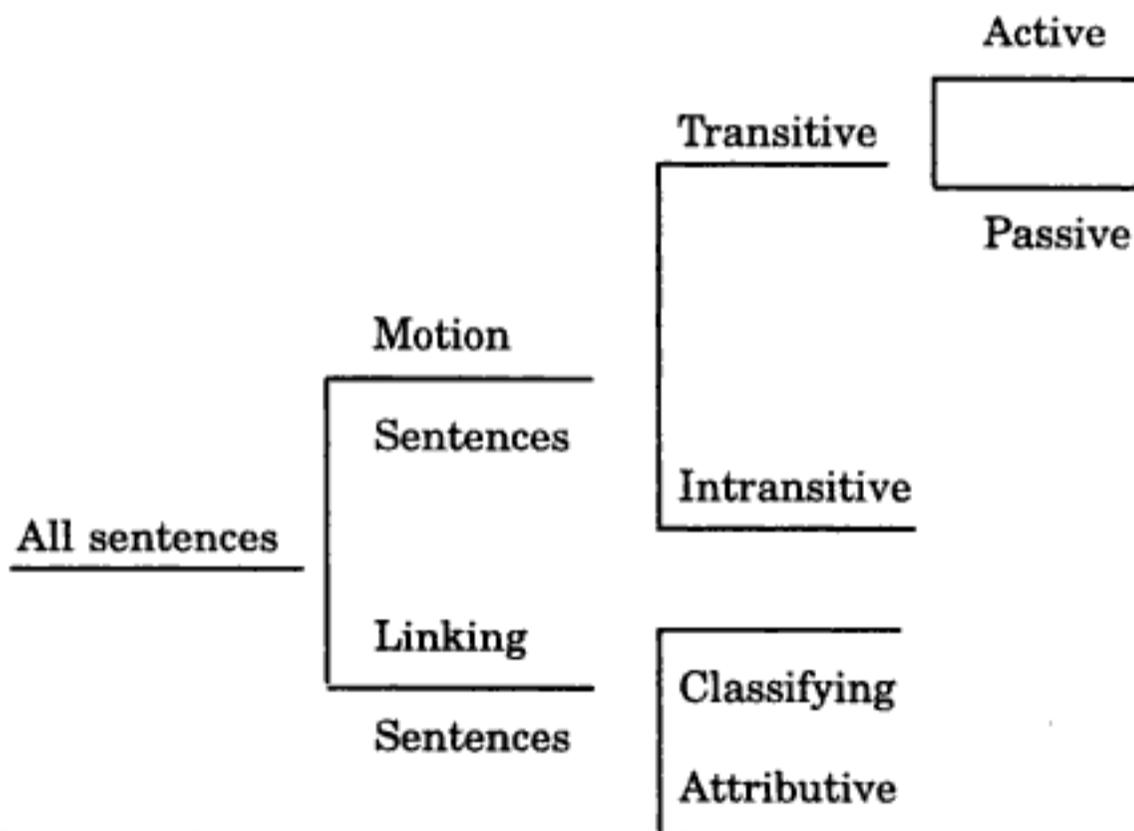 Active
Transitive
Passive
Motion
Sentences
Intransitive
All sentences
Linking
Classifying
Sentences
Attributive